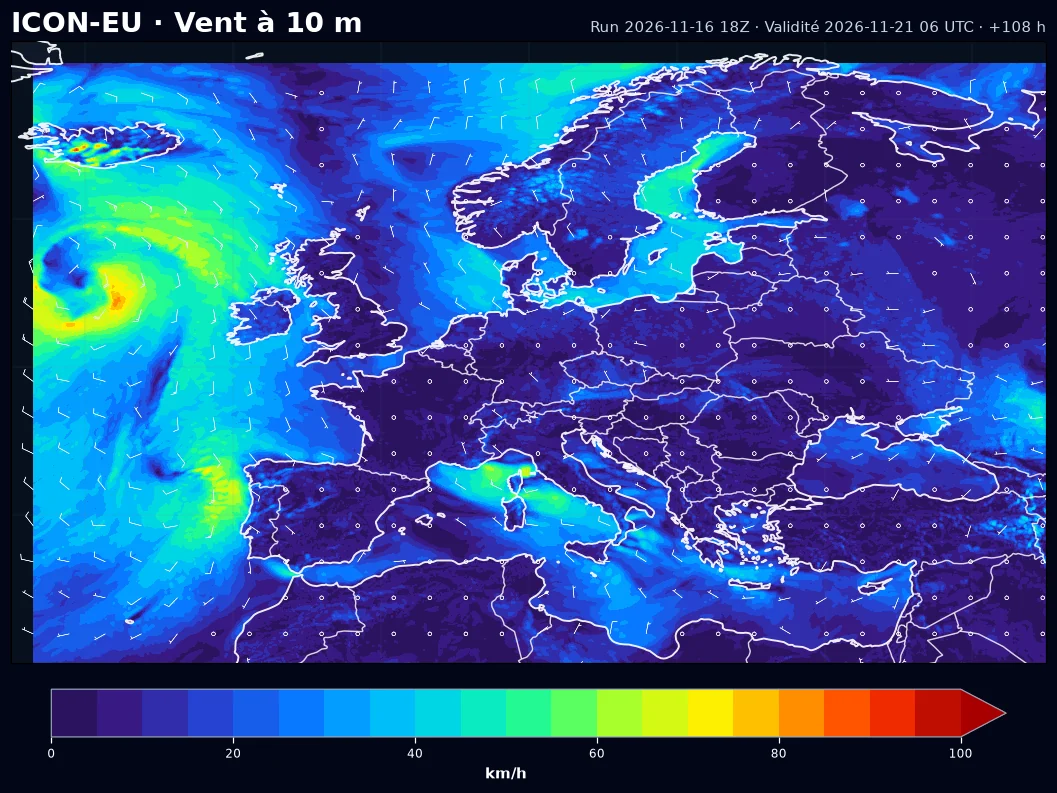 ICON-EU · Vent à 10 m
Run 2026-11-16 18Z · Validité 2026-11-21 06 UTC · +108 h
0 20 40 60 80 100
km/h